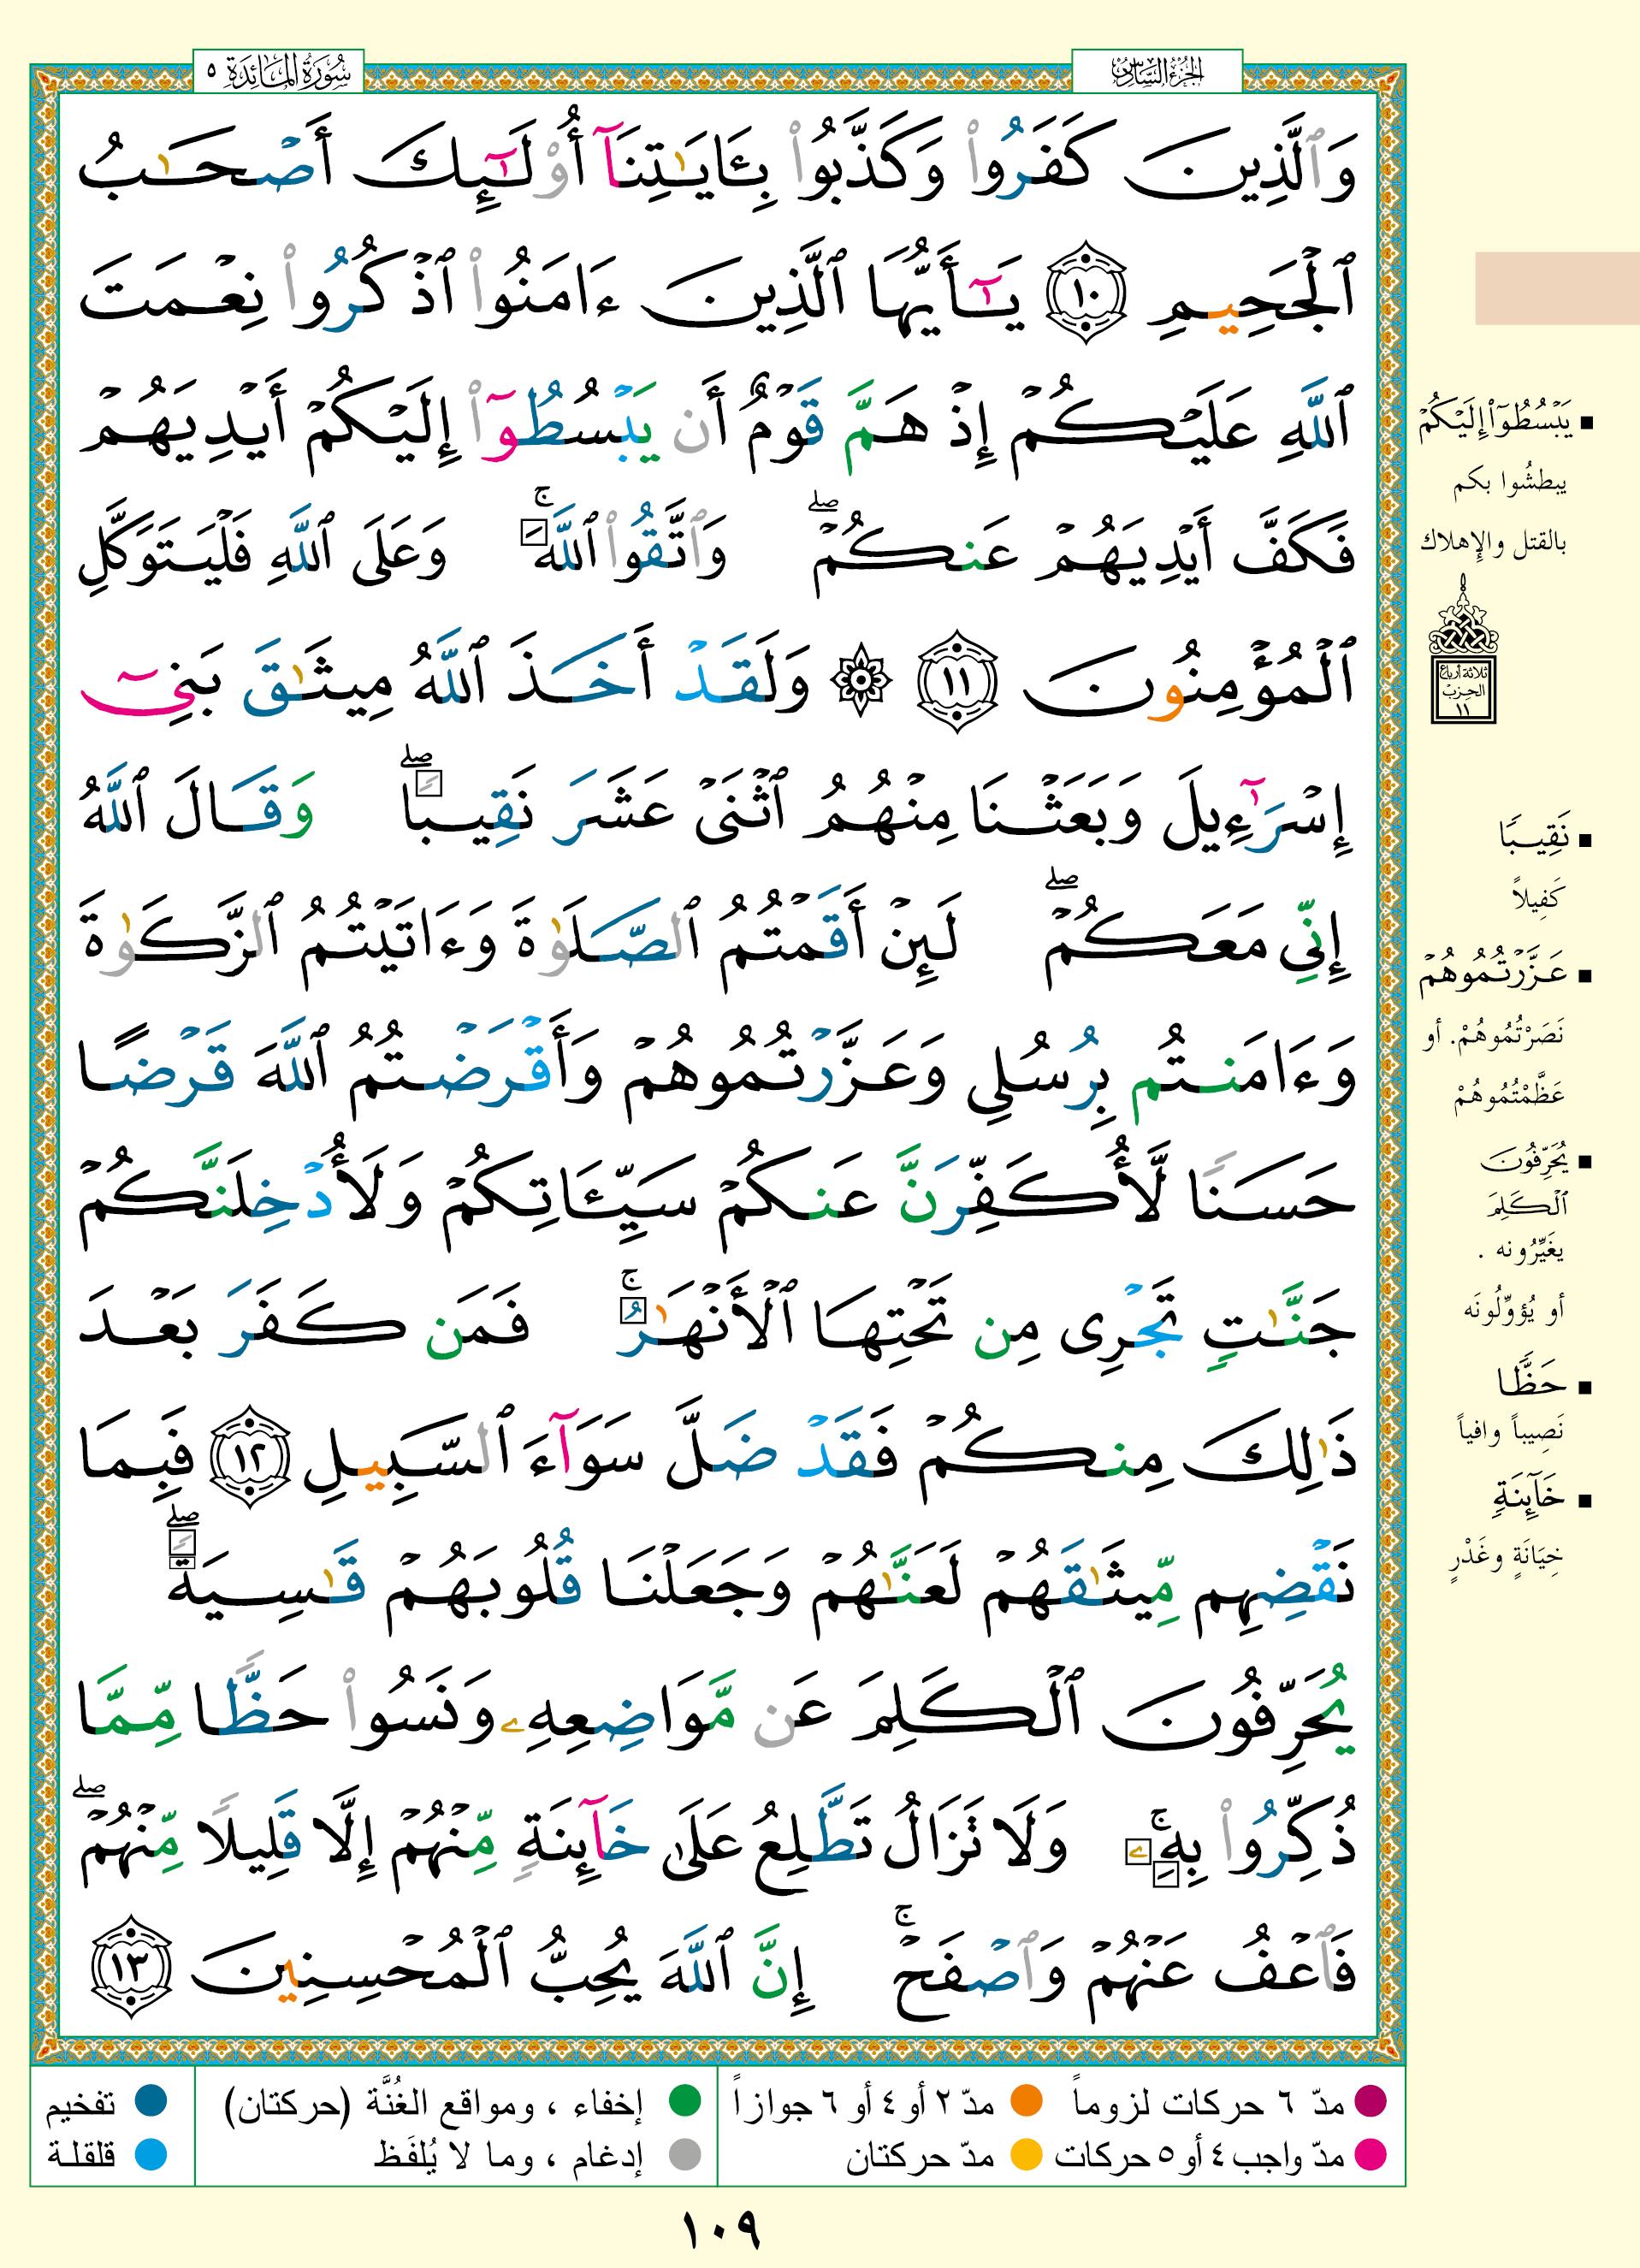 الجزء السادس
سورة المائدة ٥
وَٱلَّذِينَ كَفَرُوا۟ وَكَذَّبُوا۟ بِـَٔايَـٰتِنَآ أُو۟لَـٰٓئِكَ أَصْحَـٰبُ
ٱلْجَحِيمِ ١٠ يَـٰٓأَيُّهَا ٱلَّذِينَ ءَامَنُوا۟ ٱذْكُرُوا۟ نِعْمَتَ
ٱللَّهِ عَلَيْكُمْ إِذْ هَمَّ قَوْمٌ أَن يَبْسُطُوٓا۟ إِلَيْكُمْ أَيْدِيَهُمْ
فَكَفَّ أَيْدِيَهُمْ عَنكُمْ ۖ وَٱتَّقُوا۟ ٱللَّهَ ۚ وَعَلَى ٱللَّهِ فَلْيَتَوَكَّلِ
ٱلْمُؤْمِنُونَ ١١ ۞ وَلَقَدْ أَخَذَ ٱللَّهُ مِيثَـٰقَ بَنِىٓ
إِسْرَٰٓءِيلَ وَبَعَثْنَا مِنْهُمُ ٱثْنَىْ عَشَرَ نَقِيبًا ۖ وَقَالَ ٱللَّهُ
إِنِّى مَعَكُمْ ۖ لَئِنْ أَقَمْتُمُ ٱلصَّلَوٰةَ وَءَاتَيْتُمُ ٱلزَّكَوٰةَ
وَءَامَنتُم بِرُسُلِى وَعَزَّرْتُمُوهُمْ وَأَقْرَضْتُمُ ٱللَّهَ قَرْضًا
حَسَنًا لَّأُكَفِّرَنَّ عَنكُمْ سَيِّـَٔاتِكُمْ وَلَأُدْخِلَنَّكُمْ
جَنَّـٰتٍ تَجْرِى مِن تَحْتِهَا ٱلْأَنْهَـٰرُ ۚ فَمَن كَفَرَ بَعْدَ
ذَٰلِكَ مِنكُمْ فَقَدْ ضَلَّ سَوَآءَ ٱلسَّبِيلِ ١٢ فَبِمَا
نَقْضِهِم مِّيثَـٰقَهُمْ لَعَنَّـٰهُمْ وَجَعَلْنَا قُلُوبَهُمْ قَـٰسِيَةً ۖ
يُحَرِّفُونَ ٱلْكَلِمَ عَن مَّوَاضِعِهِۦ وَنَسُوا۟ حَظًّا مِّمَّا
ذُكِّرُوا۟ بِهِۦ ۚ وَلَا تَزَالُ تَطَّلِعُ عَلَىٰ خَآئِنَةٍ مِّنْهُمْ إِلَّا قَلِيلًا مِّنْهُمْ ۖ
فَٱعْفُ عَنْهُمْ وَٱصْفَحْ ۚ إِنَّ ٱللَّهَ يُحِبُّ ٱلْمُحْسِنِينَ ١٣
▪ يَبْسُطُوٓا۟ إِلَيْكُمْ
يبطشُوا بكم
بالقتل والإهلاك
ثلاثة أرباع
الحزب
١١
▪ نَقِيبًا
كَفِيلاً
▪ عَزَّرْتُمُوهُمْ
نَصَرْتُمُوهُمْ. أو
عَظَّمْتُمُوهُمْ
▪ يُحَرِّفُونَ
ٱلْكَلِمَ
يغَيِّرُونه .
أو يُؤوِّلُونَه
▪ حَظًّا
نَصِيباً وافياً
▪ خَآئِنَةٍ
خِيَانَةٍ وغَدْرٍ
مدّ ٦ حركات لزوماً مدّ ٢ أو ٤ أو ٦ جوازاً إخفاء ، ومواقع الغُنَّة (حركتان) تفخيم
مدّ واجب ٤ أو ٥ حركات مدّ حركتان إدغام ، وما لا يُلفَظ قلقلة
١٠٩